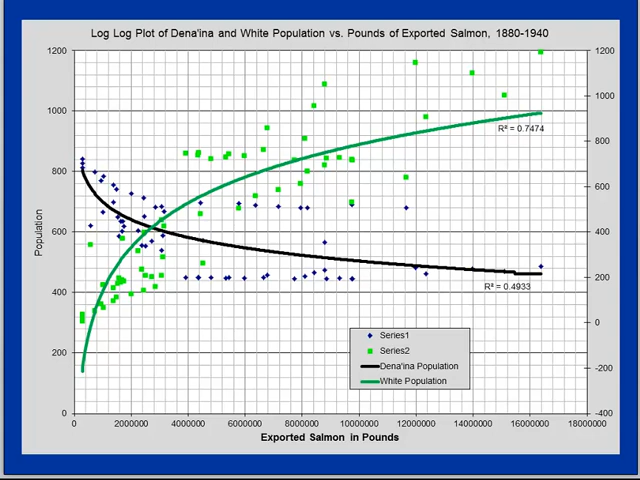 Log Log Plot of Dena'ina and White Population vs. Pounds of Exported Salmon, 1880-1940
1200
1000
800
600
400
200
0
Population
1200
1000
800
600
400
200
0
-200
-400
R² = 0.7474
R² = 0.4933
Series1
Series2
Dena'ina Population
White Population
0 2000000 4000000 6000000 8000000 10000000 12000000 14000000 16000000 18000000
Exported Salmon in Pounds